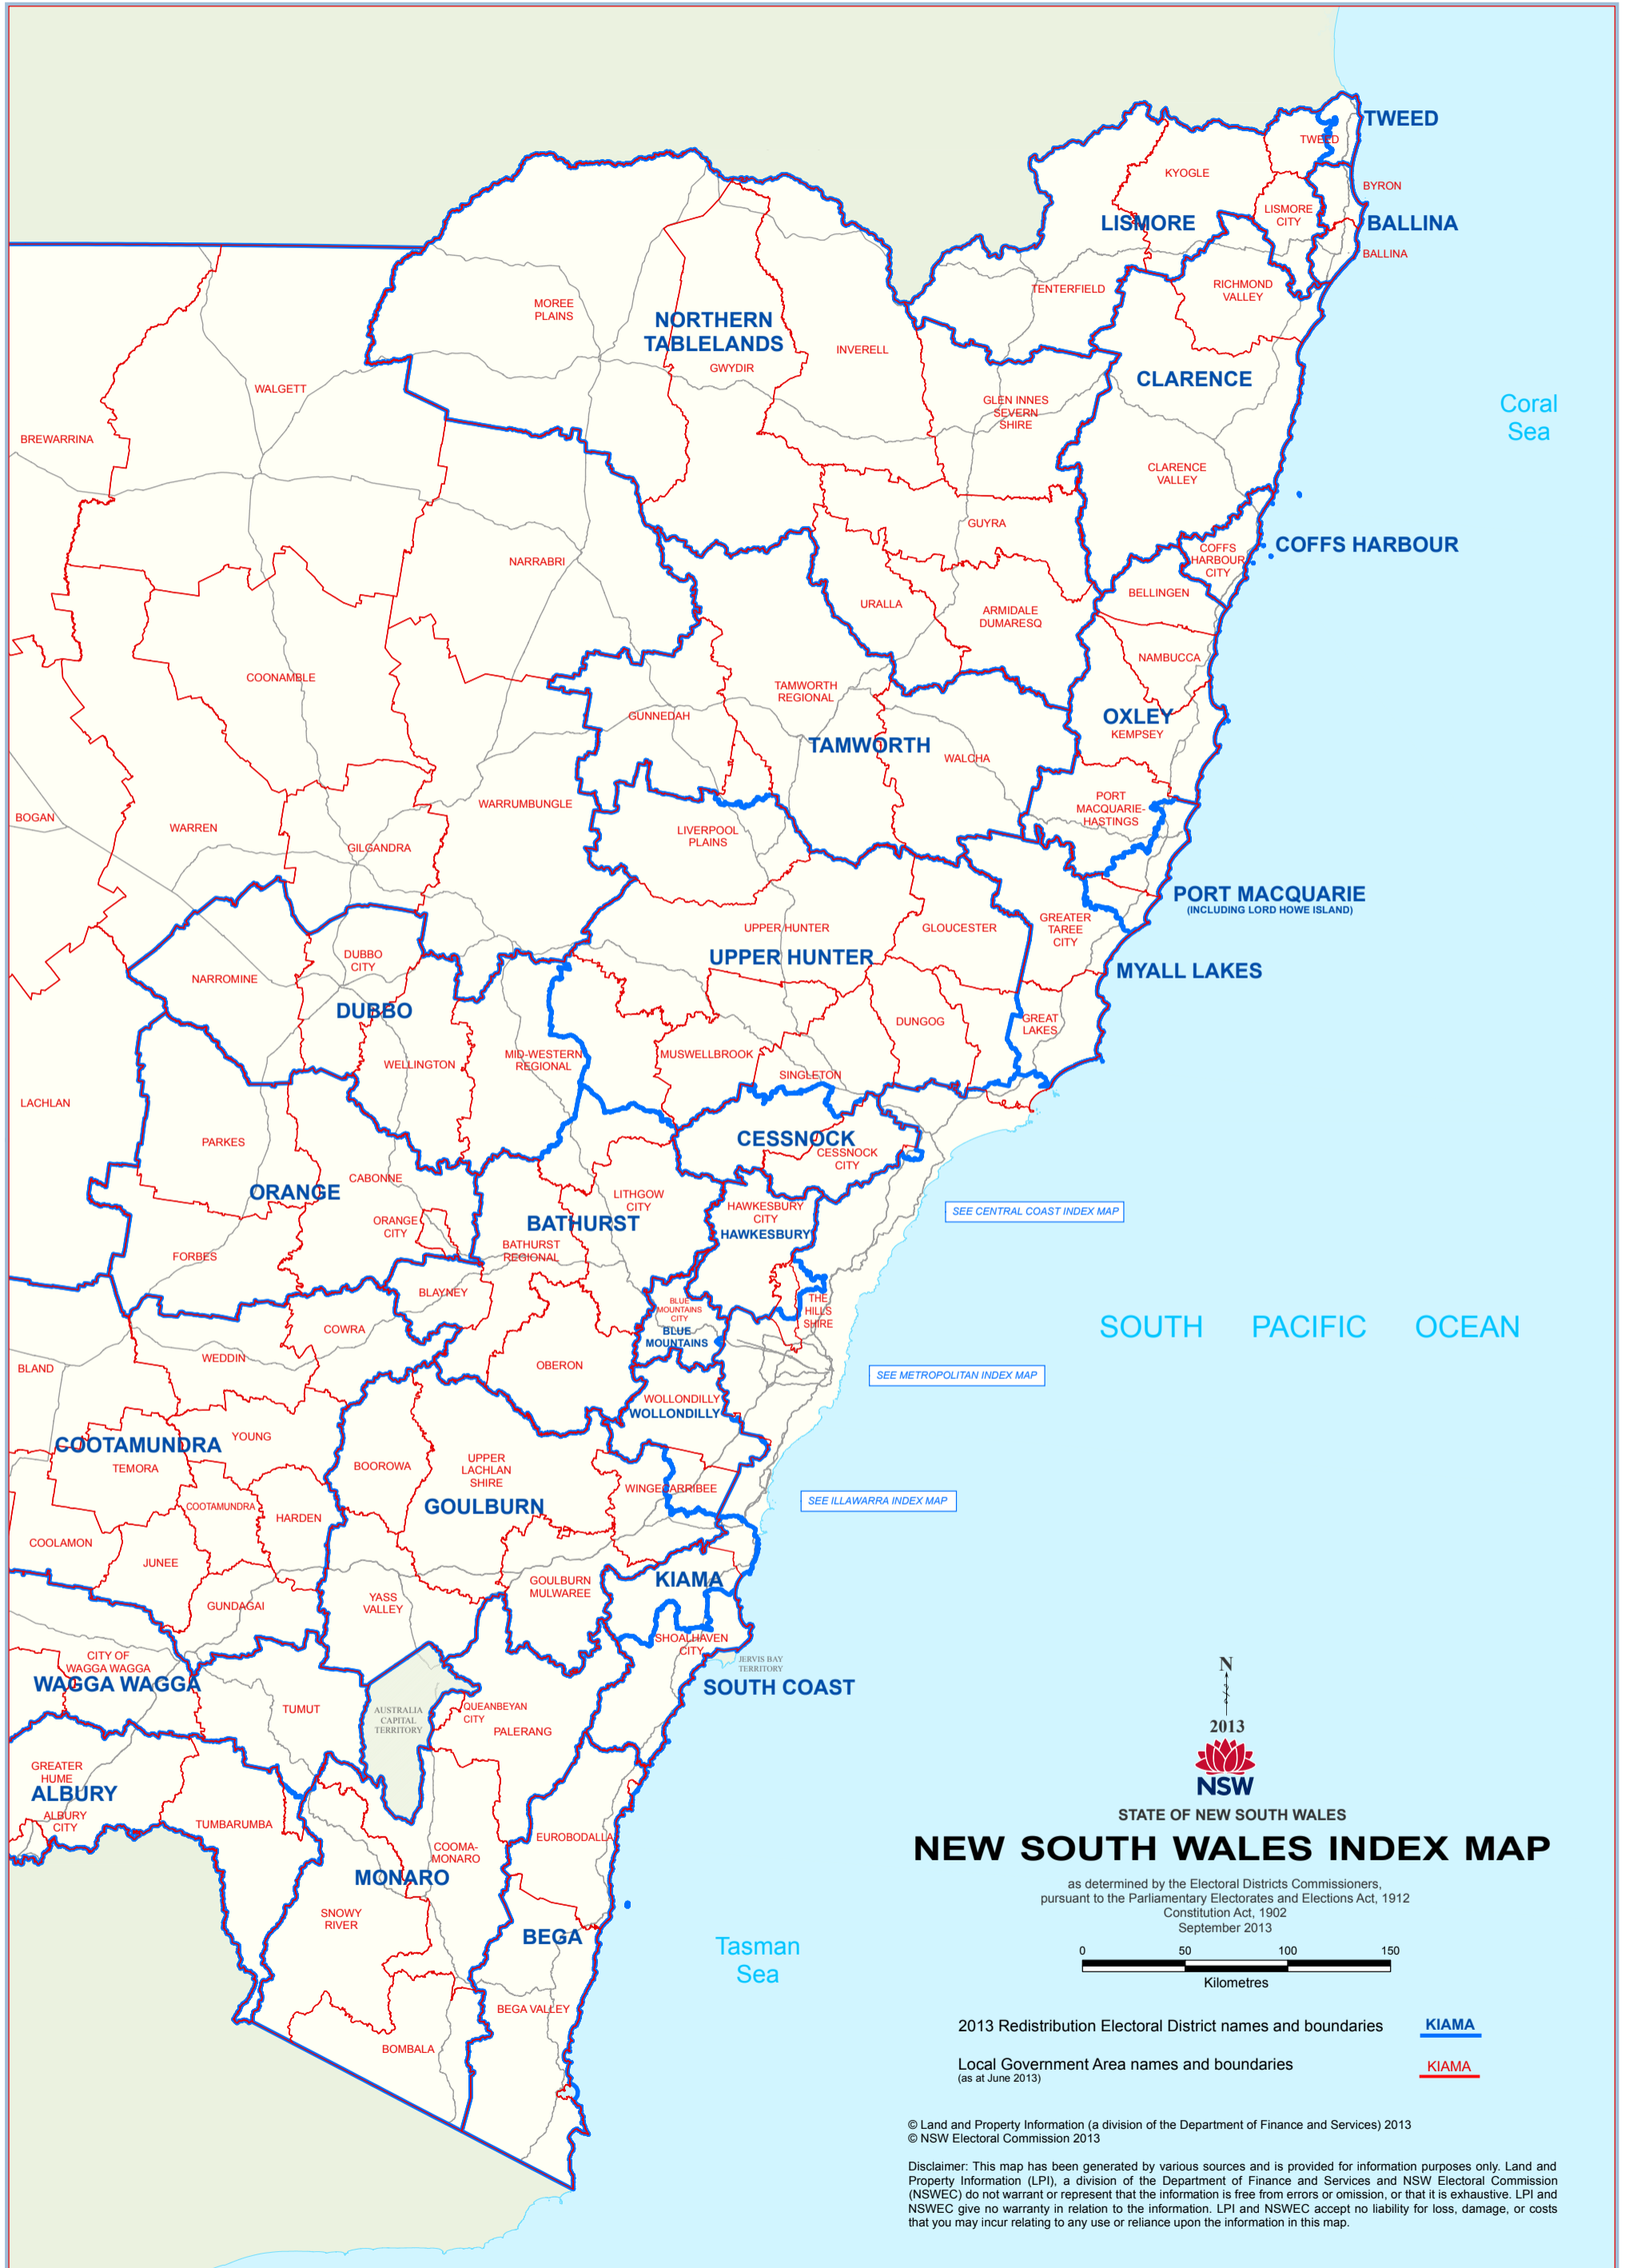 TWEED
TWEED
KYOGLE
BYRON
LISMORE
CITY
LISMORE
BALLINA
BALLINA
RICHMOND
VALLEY
TENTERFIELD
MOREE
PLAINS
NORTHERN
TABLELANDS
GWYDIR
INVERELL
CLARENCE
WALGETT
GLEN INNES
SEVERN
SHIRE
Coral
Sea
BREWARRINA
CLARENCE
VALLEY
GUYRA
COFFS HARBOUR
COFFS
HARBOUR
CITY
NARRABRI
BELLINGEN
URALLA
ARMIDALE
DUMARESQ
NAMBUCCA
COONAMBLE
TAMWORTH
REGIONAL
GUNNEDAH
OXLEY
KEMPSEY
TAMWORTH
WALCHA
WARRUMBUNGLE
PORT
MACQUARIE-
HASTINGS
BOGAN
WARREN
LIVERPOOL
PLAINS
GILGANDRA
PORT MACQUARIE
(INCLUDING LORD HOWE ISLAND)
UPPER HUNTER
GLOUCESTER
GREATER
TAREE
CITY
UPPER HUNTER
DUBBO
CITY
MYALL LAKES
NARROMINE
DUBBO
DUNGOG
GREAT
LAKES
WELLINGTON
MID-WESTERN
REGIONAL
MUSWELLBROOK
SINGLETON
LACHLAN
PARKES
CESSNOCK
CESSNOCK
CITY
CABONNE
ORANGE
LITHGOW
CITY
HAWKESBURY
CITY
HAWKESBURY
SEE CENTRAL COAST INDEX MAP
BATHURST
ORANGE
CITY
BATHURST
REGIONAL
FORBES
BLAYNEY
BLUE
MOUNTAINS
CITY
BLUE
MOUNTAINS
THE
HILLS
SHIRE
SOUTH PACIFIC OCEAN
COWRA
WEDDIN
BLAND
OBERON
SEE METROPOLITAN INDEX MAP
WOLLONDILLY
WOLLONDILLY
COOTAMUNDRA
YOUNG
TEMORA
BOOROWA
UPPER
LACHLAN
SHIRE
WINGECARRIBEE
SEE ILLAWARRA INDEX MAP
COOTAMUNDRA
GOULBURN
HARDEN
COOLAMON
JUNEE
KIAMA
GOULBURN
MULWAREE
YASS
VALLEY
GUNDAGAI
SHOALHAVEN
CITY
JERVIS BAY
TERRITORY
CITY OF
WAGGA WAGGA
WAGGA WAGGA
SOUTH COAST
TUMUT
AUSTRALIA
CAPITAL
TERRITORY
QUEANBEYAN
CITY
PALERANG
GREATER
HUME
ALBURY
ALBURY
CITY
TUMBARUMBA
EUROBODALLA
COOMA-
MONARO
MONARO
SNOWY
RIVER
BEGA
Tasman
Sea
BEGA VALLEY
BOMBALA
N
2013
NSW
STATE OF NEW SOUTH WALES
NEW SOUTH WALES INDEX MAP
as determined by the Electoral Districts Commissioners,
pursuant to the Parliamentary Electorates and Elections Act, 1912
Constitution Act, 1902
September 2013
0 50 100 150
Kilometres
2013 Redistribution Electoral District names and boundaries KIAMA
Local Government Area names and boundaries KIAMA
(as at June 2013)
© Land and Property Information (a division of the Department of Finance and Services) 2013
© NSW Electoral Commission 2013
Disclaimer: This map has been generated by various sources and is provided for information purposes only. Land and
Property Information (LPI), a division of the Department of Finance and Services and NSW Electoral Commission
(NSWEC) do not warrant or represent that the information is free from errors or omission, or that it is exhaustive. LPI and
NSWEC give no warranty in relation to the information. LPI and NSWEC accept no liability for loss, damage, or costs
that you may incur relating to any use or reliance upon the information in this map.